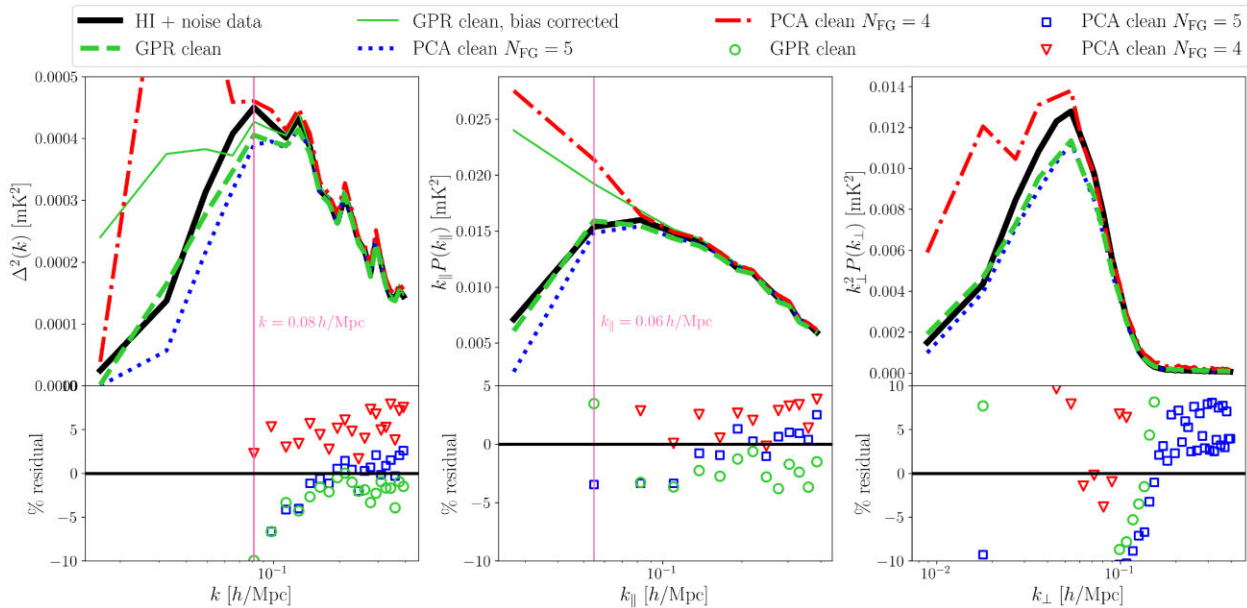 HI + noise data
GPR clean, bias corrected
PCA clean N_FG = 4
PCA clean N_FG = 5
GPR clean
PCA clean N_FG = 5
GPR clean
PCA clean N_FG = 4
0.0005
0.0004
0.0003
0.0002
0.0001
0.0000
Δ²(k) [mK²]
k = 0.08 h/Mpc
10
5
0
−5
−10
% residual
10⁻¹
k [h/Mpc]
0.025
0.020
0.015
0.010
0.005
k∥P(k∥) [mK²]
k∥ = 0.06 h/Mpc
5
0
−5
−10
% residual
10⁻¹
k∥ [h/Mpc]
0.014
0.012
0.010
0.008
0.006
0.004
0.002
0.000
k²⊥P(k⊥) [mK²]
10
5
0
−5
−10
% residual
10⁻²
10⁻¹
k⊥ [h/Mpc]